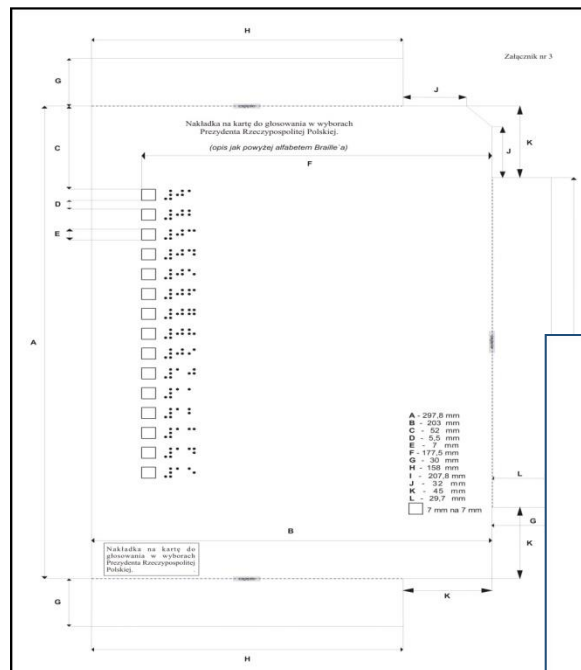 H
Załącznik nr 3
G
J
Nakładka na kartę do głosowania w wyborach
Prezydenta Rzeczypospolitej Polskiej.
K
C
J
(opis jak powyżej alfabetem Braille`a)
F
D
E
A
A - 297,8 mm
B - 203 mm
C - 52 mm
D - 5,5 mm
E - 7 mm
F - 177,5 mm
G - 30 mm
H - 158 mm
I - 207,8 mm
J - 32 mm
K - 45 mm
L - 29,7 mm
7 mm na 7 mm
L
G
B
K
Nakładka na kartę do
głosowania w wyborach
Prezydenta Rzeczypospolitej
Polskiej.
G
K
H